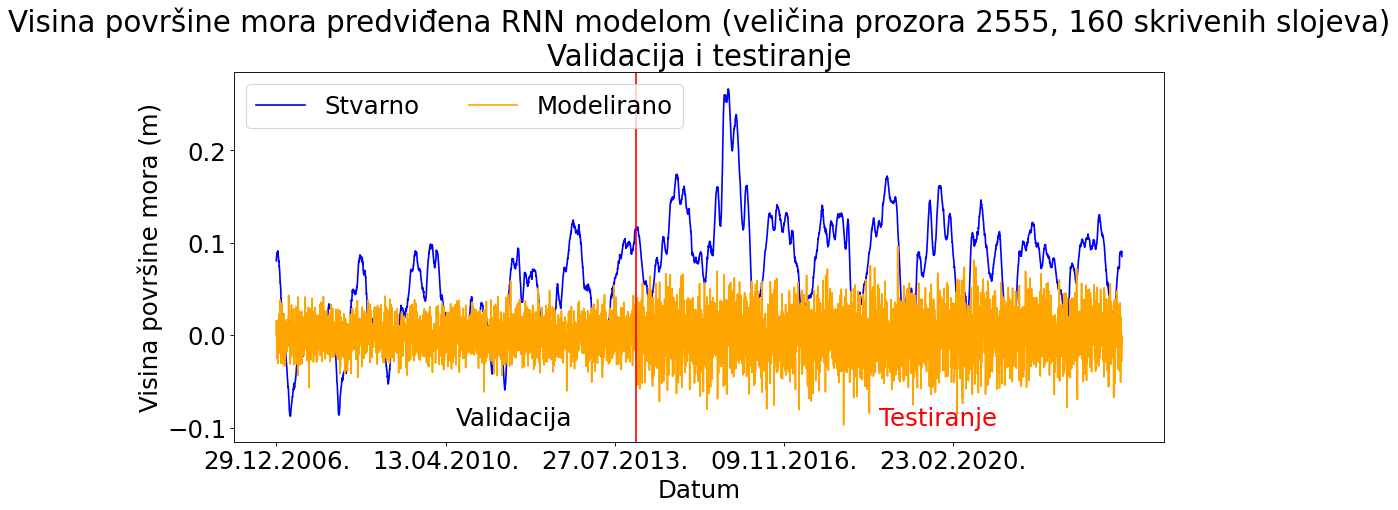 Visina površine mora predviđena RNN modelom (veličina prozora 2555, 160 skrivenih slojeva)
Validacija i testiranje
Stvarno Modelirano
Visina površine mora (m)
0.2
0.1
0.0
−0.1
Validacija Testiranje
29.12.2006. 13.04.2010. 27.07.2013. 09.11.2016. 23.02.2020.
Datum